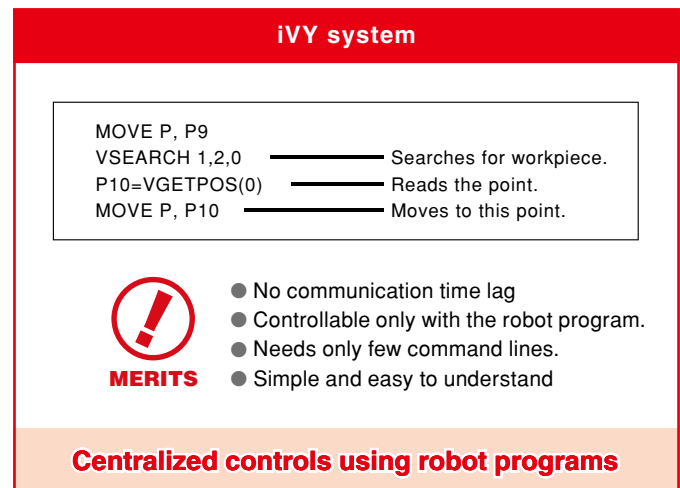 iVY system
MOVE P, P9
VSEARCH 1,2,0 Searches for workpiece.
P10=VGETPOS(0) Reads the point.
MOVE P, P10 Moves to this point.
No communication time lag
Controllable only with the robot program.
Needs only few command lines.
Simple and easy to understand
MERITS
Centralized controls using robot programs